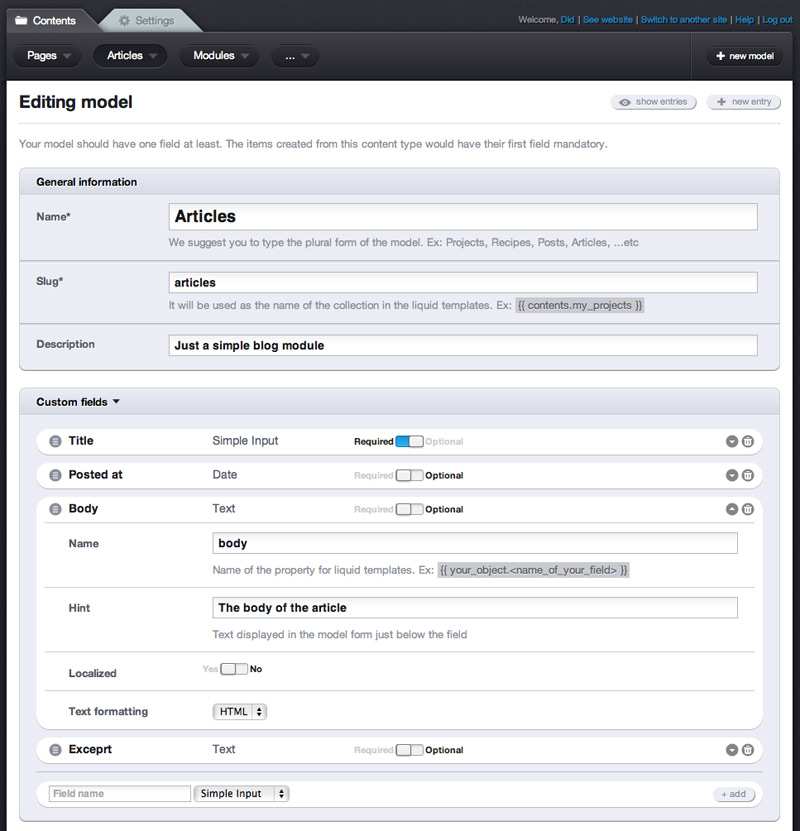 Contents Settings Welcome, Did | See website | Switch to another site | Help | Log out
Pages Articles Modules ... + new model
Editing model show entries + new entry
Your model should have one field at least. The items created from this content type would have their first field mandatory.
General information
Name* Articles
We suggest you to type the plural form of the model. Ex: Projects, Recipes, Posts, Articles, ...etc
Slug* articles
It will be used as the name of the collection in the liquid templates. Ex: {{ contents.my_projects }}
Description Just a simple blog module
Custom fields
Title Simple Input Required Optional
Posted at Date Required Optional
Body Text Required Optional
Name body
Name of the property for liquid templates. Ex: {{ your_object.<name_of_your_field> }}
Hint The body of the article
Text displayed in the model form just below the field
Localized Yes No
Text formatting HTML
Exceprt Text Required Optional
Field name Simple Input + add